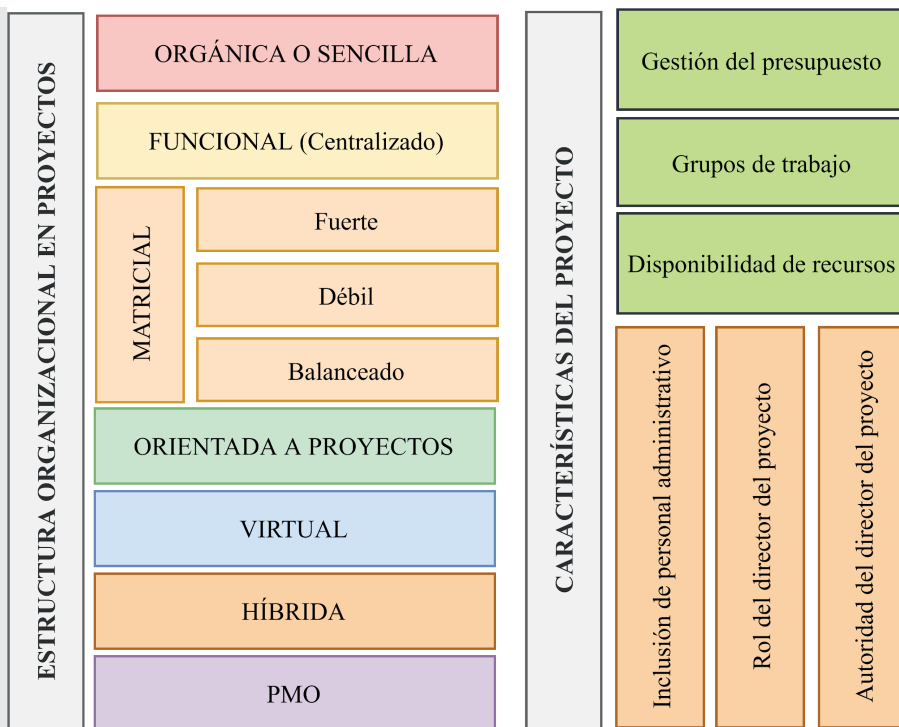 ESTRUCTURA ORGANIZACIONAL EN PROYECTOS
ORGÁNICA O SENCILLA
FUNCIONAL (Centralizado)
MATRICIAL
Fuerte
Débil
Balanceado
ORIENTADA A PROYECTOS
VIRTUAL
HÍBRIDA
PMO
CARACTERÍSTICAS DEL PROYECTO
Gestión del presupuesto
Grupos de trabajo
Disponibilidad de recursos
Inclusión de personal administrativo
Rol del director del proyecto
Autoridad del director del proyecto